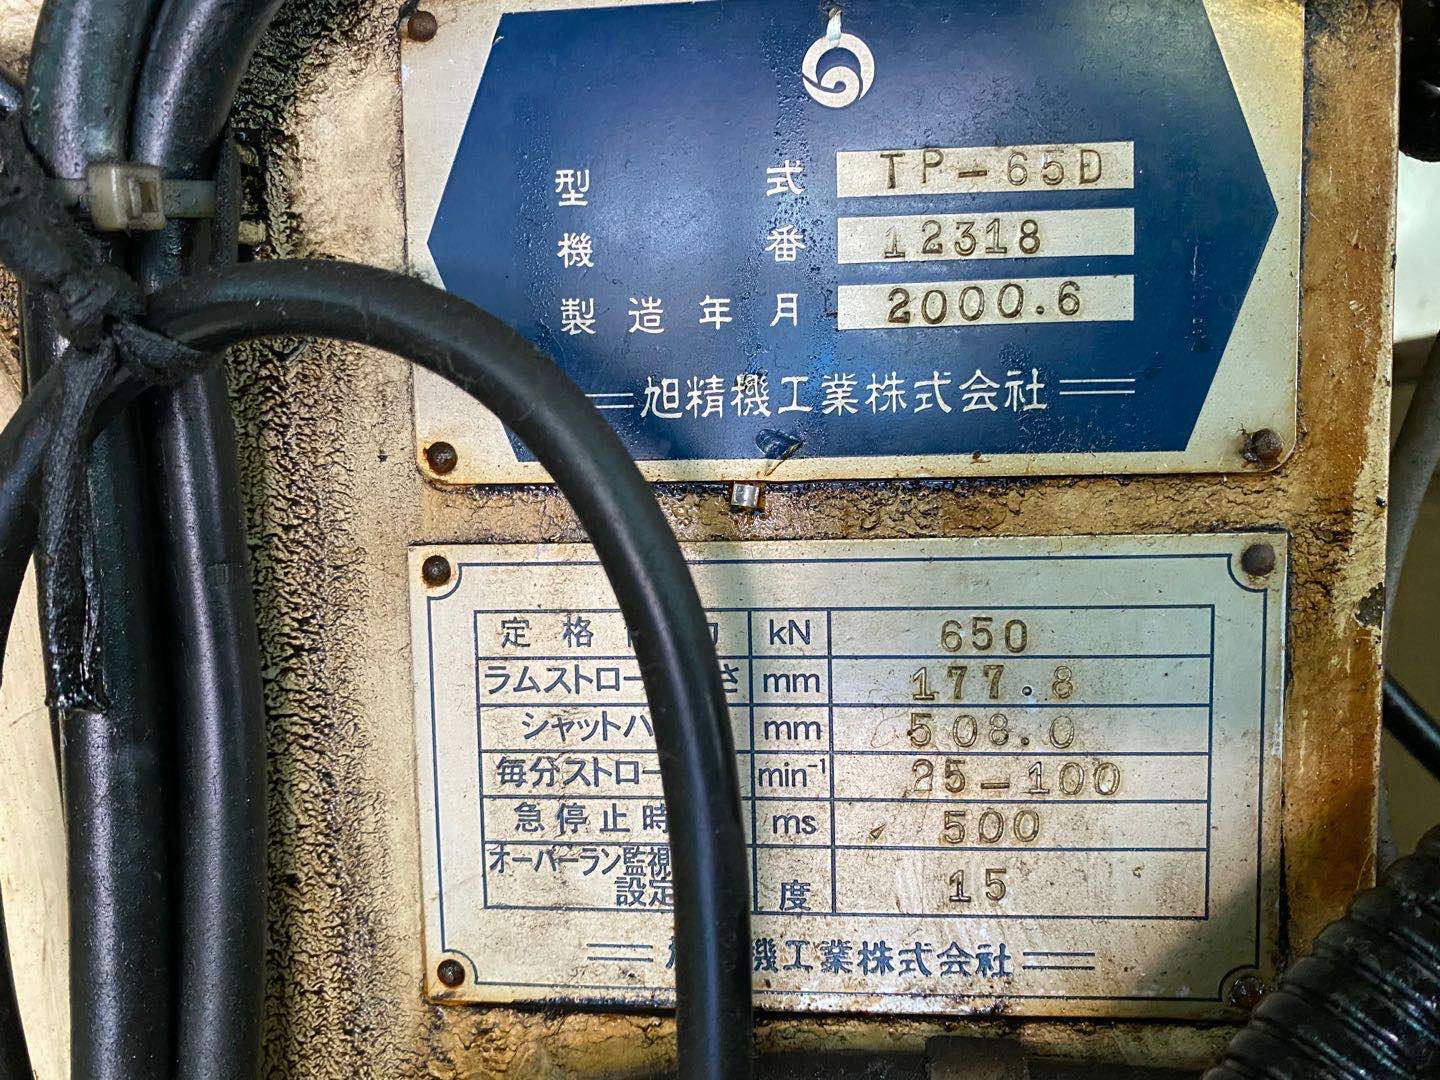 型 式 TP-65D
機 番 12318
製造年月 2000.6
旭精機工業株式会社
定格 kN 650
ラムストロー さ mm 177.8
シャットハ mm 508.0
毎分ストロー min⁻¹ 25-100
急停止時 ms 500
オーバーラン監視
設定 度 15
機工業株式会社